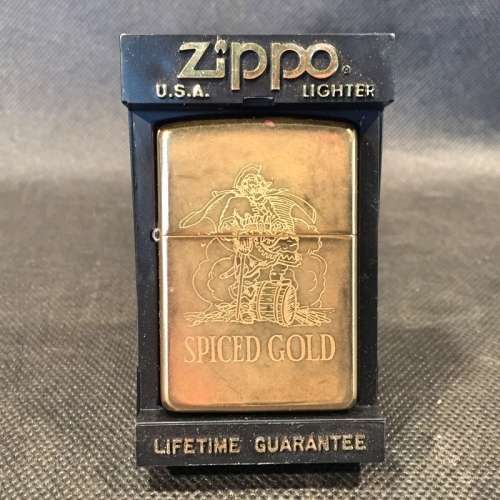 Zippo®
U.S.A. LIGHTER
SPICED GOLD
LIFETIME GUARANTEE